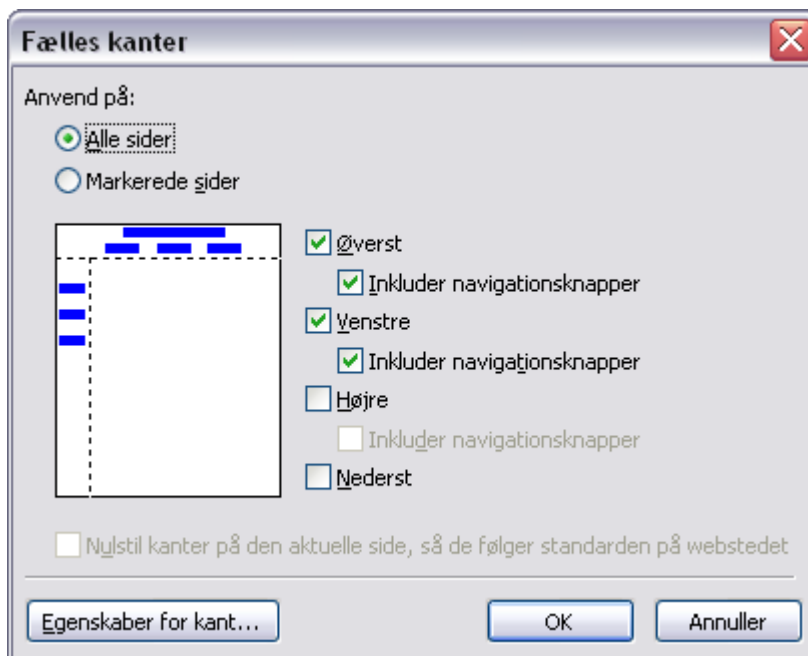 Fælles kanter
Anvend på:
Alle sider
Markerede sider
Øverst
Inkluder navigationsknapper
Venstre
Inkluder navigationsknapper
Højre
Inkluder navigationsknapper
Nederst
Nulstil kanter på den aktuelle side, så de følger standarden på webstedet
Egenskaber for kant...
OK
Annuller